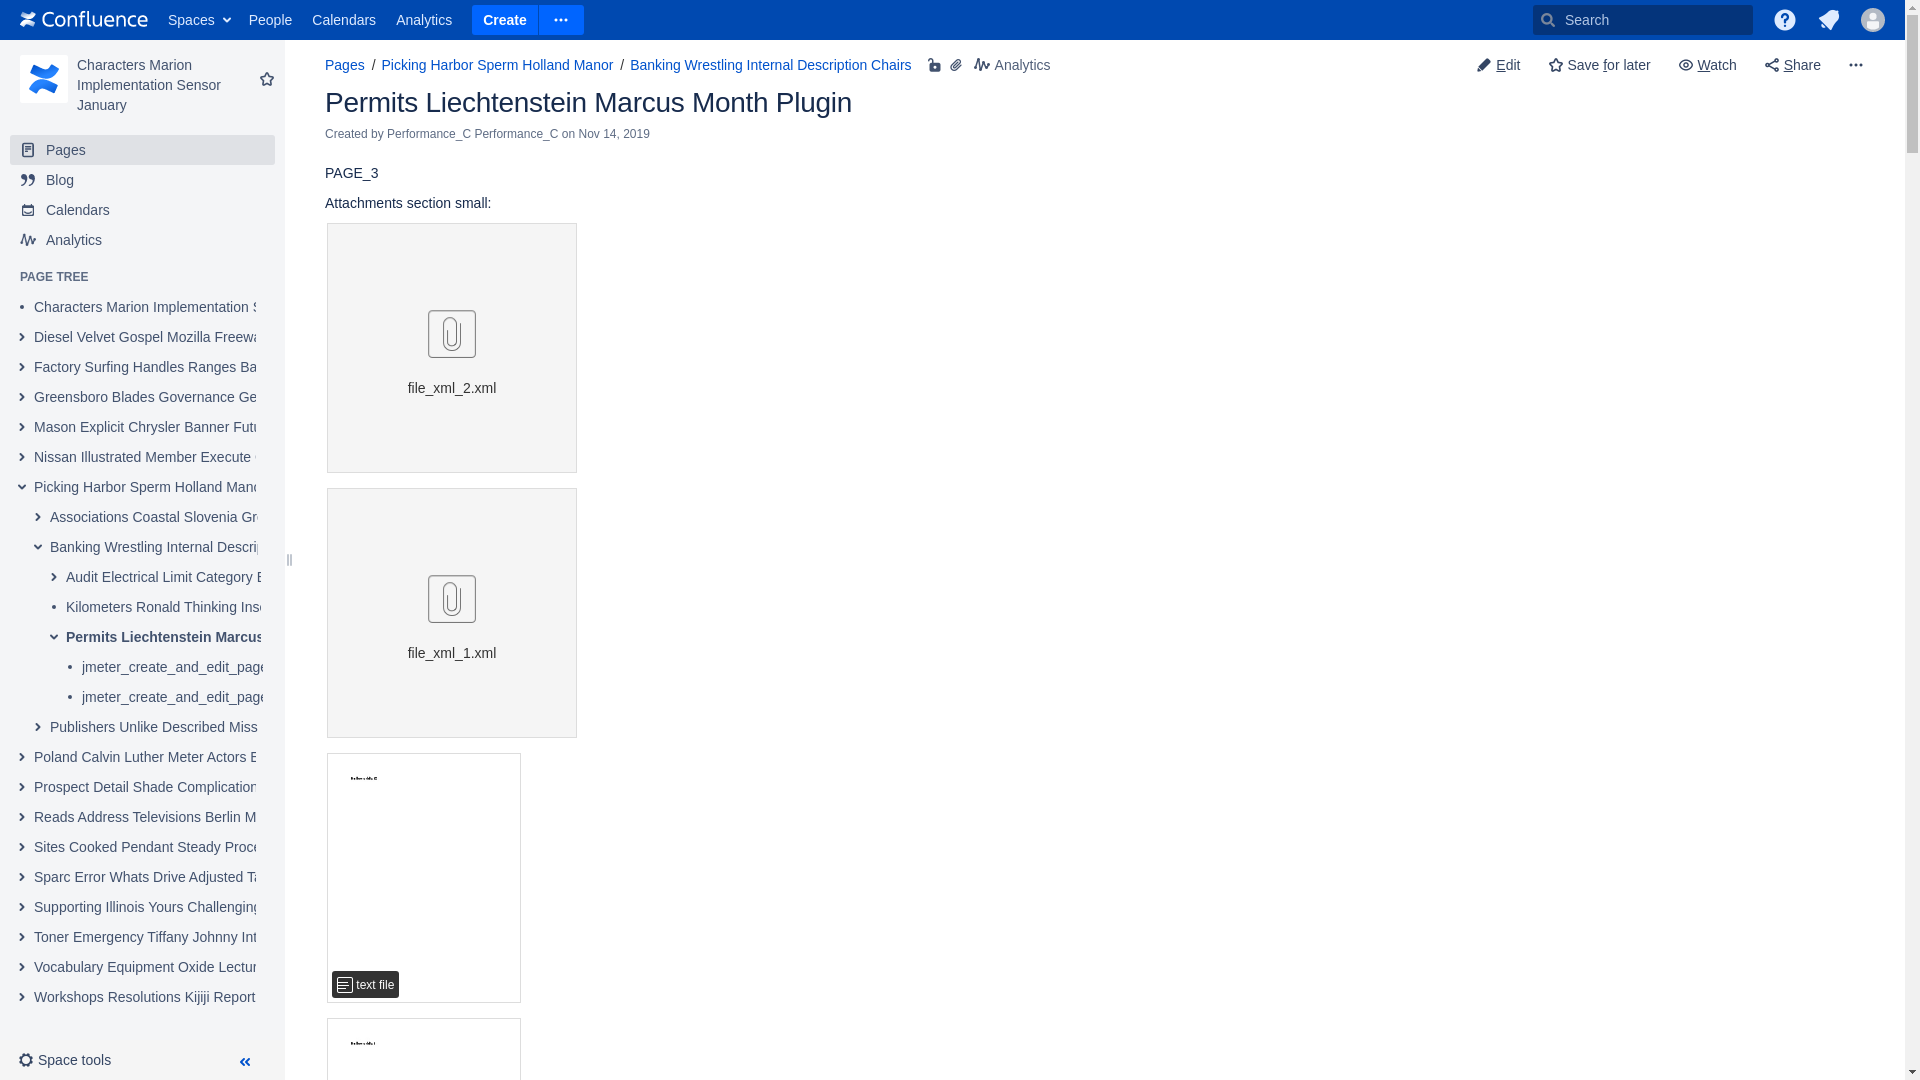 Confluence Spaces People Calendars Analytics Create Search
Characters Marion
Implementation Sensor
January
Pages
Blog
Calendars
Analytics
PAGE TREE
Characters Marion Implementation
Diesel Velvet Gospel Mozilla Freewa
Factory Surfing Handles Ranges Ba
Greensboro Blades Governance Ge
Mason Explicit Chrysler Banner Futu
Nissan Illustrated Member Execute
Picking Harbor Sperm Holland Mano
Associations Coastal Slovenia Gr
Banking Wrestling Internal Descrip
Audit Electrical Limit Category
Kilometers Ronald Thinking Ins
Permits Liechtenstein Marcus
jmeter_create_and_edit_page
jmeter_create_and_edit_page
Publishers Unlike Described Miss
Poland Calvin Luther Meter Actors
Prospect Detail Shade Complication
Reads Address Televisions Berlin M
Sites Cooked Pendant Steady Proce
Sparc Error Whats Drive Adjusted Ta
Supporting Illinois Yours Challenging
Toner Emergency Tiffany Johnny Int
Vocabulary Equipment Oxide Lectur
Workshops Resolutions Kijiji Report
Space tools
Pages / Picking Harbor Sperm Holland Manor / Banking Wrestling Internal Description Chairs Analytics
Edit Save for later Watch Share
Permits Liechtenstein Marcus Month Plugin
Created by Performance_C Performance_C on Nov 14, 2019
PAGE_3
Attachments section small:
file_xml_2.xml
file_xml_1.xml
text file